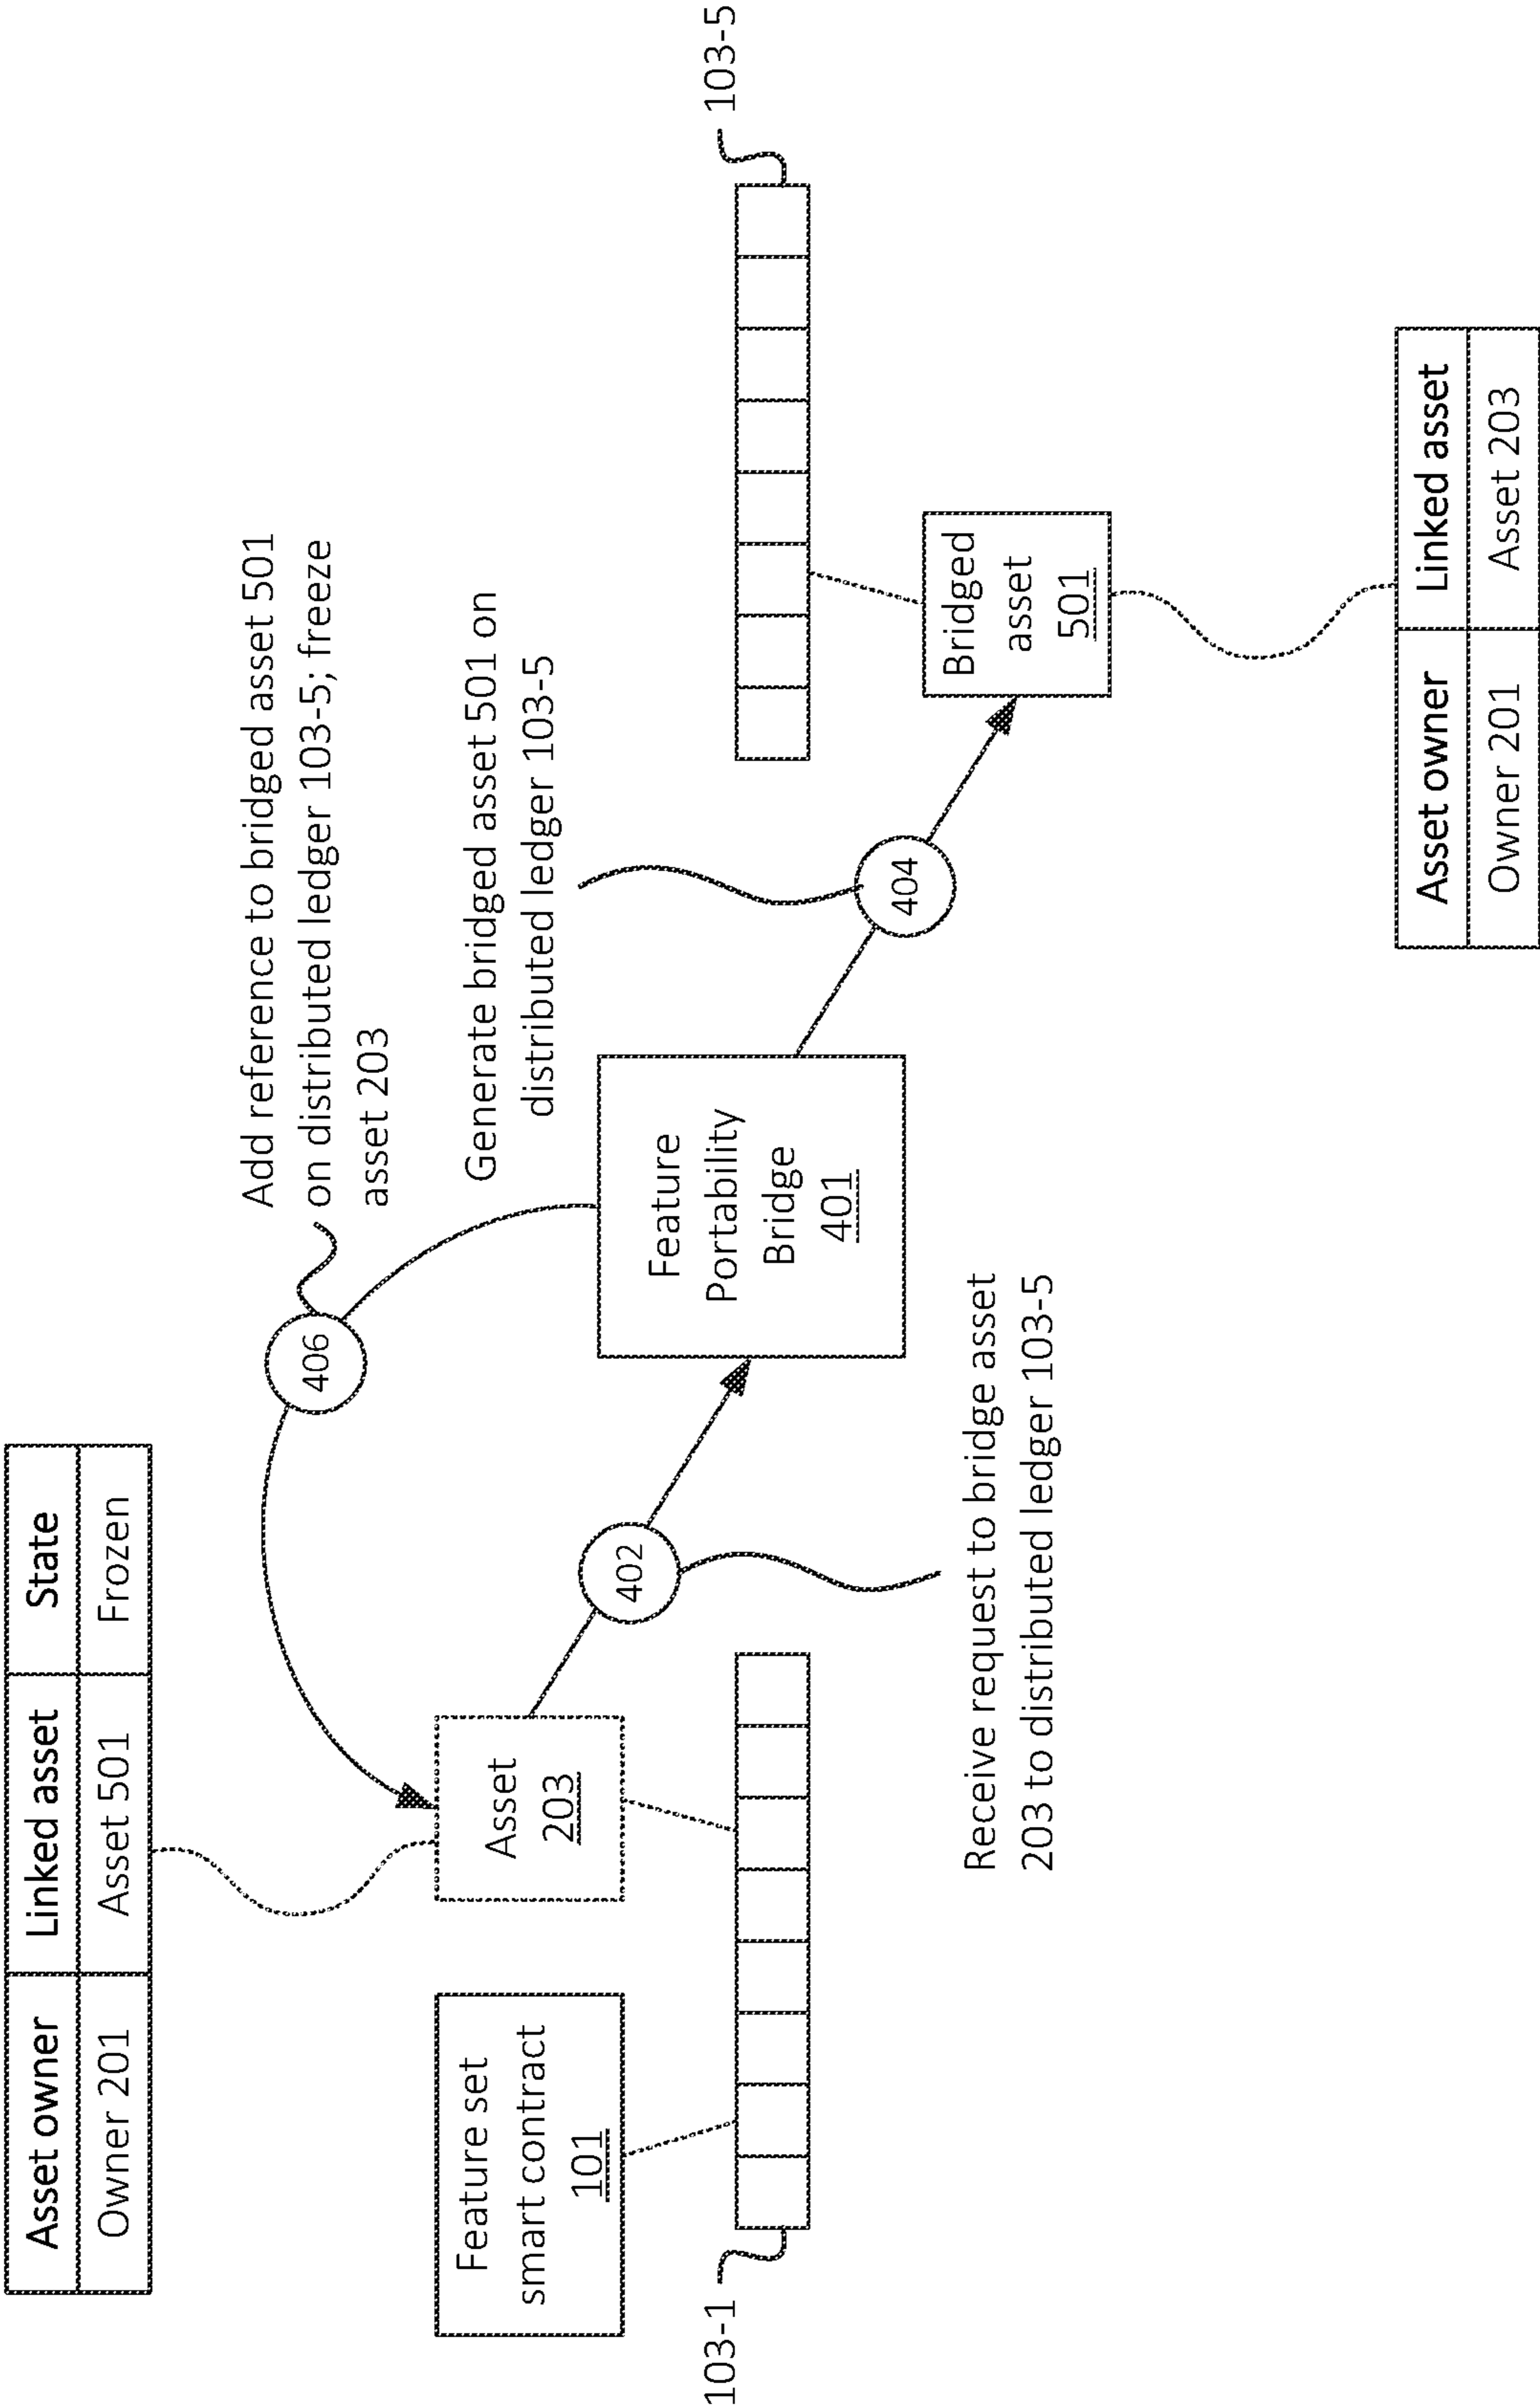 Asset owner Linked asset State
Owner 201 Asset 501 Frozen
Add reference to bridged asset 501
on distributed ledger 103-5; freeze
asset 203
406
Generate bridged asset 501 on
distributed ledger 103-5
Feature set
smart contract
101
Asset
203
402
Feature
Portability
Bridge
401
404
103-1
103-5
Bridged
asset
501
Receive request to bridge asset
203 to distributed ledger 103-5
Asset owner Linked asset
Owner 201 Asset 203